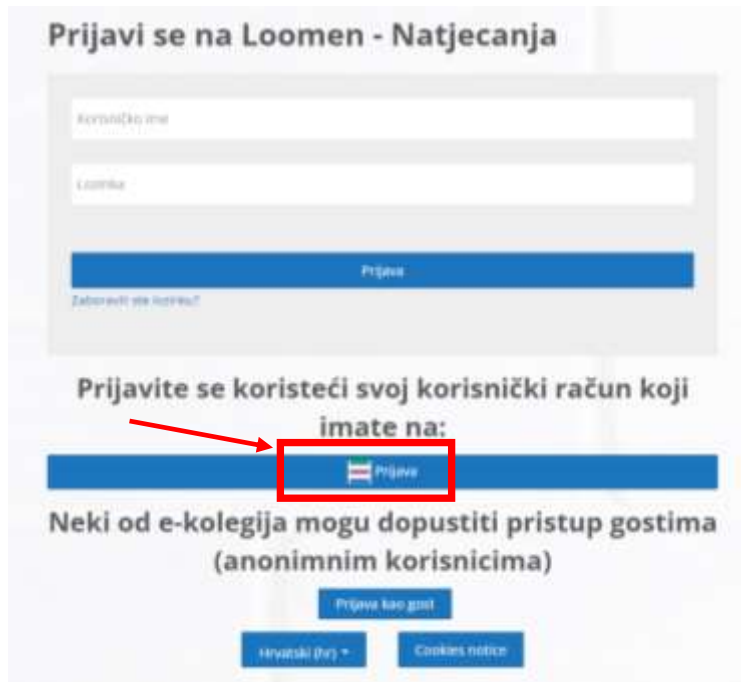 Prijavi se na Loomen - Natjecanja
Korisničko ime
Lozinka
Prijava
Zaboravili ste lozinku?
Prijavite se koristeći svoj korisnički račun koji
imate na:
Prijava
Neki od e-kolegija mogu dopustiti pristup gostima
(anonimnim korisnicima)
Prijava kao gost
Hrvatski (hr)
Cookies notice